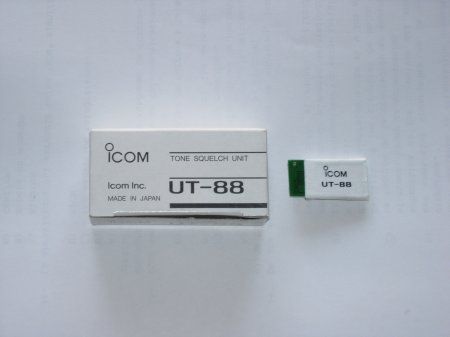 ICOM
TONE SQUELCH UNIT
Icom Inc.
MADE IN JAPAN
UT-88
ICOM
UT-88